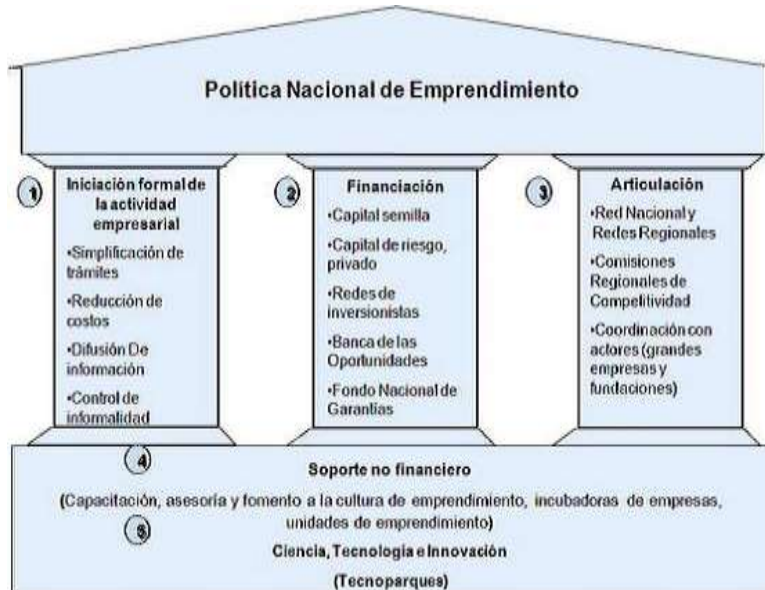 Política Nacional de Emprendimiento
1
Iniciación formal de
la actividad
empresarial
•Simplificación de
trámites
•Reducción de
costos
•Difusión De
información
•Control de
informalidad
2
Financiación
•Capital semilla
•Capital de riesgo,
privado
•Redes de
inversionistas
•Banca de las
Oportunidades
•Fondo Nacional de
Garantías
3
Articulación
•Red Nacional y
Redes Regionales
•Comisiones
Regionales de
Competitividad
•Coordinación con
actores (grandes
empresas y
fundaciones)
4
Soporte no financiero
(Capacitación, asesoría y fomento a la cultura de emprendimiento, incubadoras de empresas,
unidades de emprendimiento)
5
Ciencia, Tecnología e Innovación
(Tecnoparques)